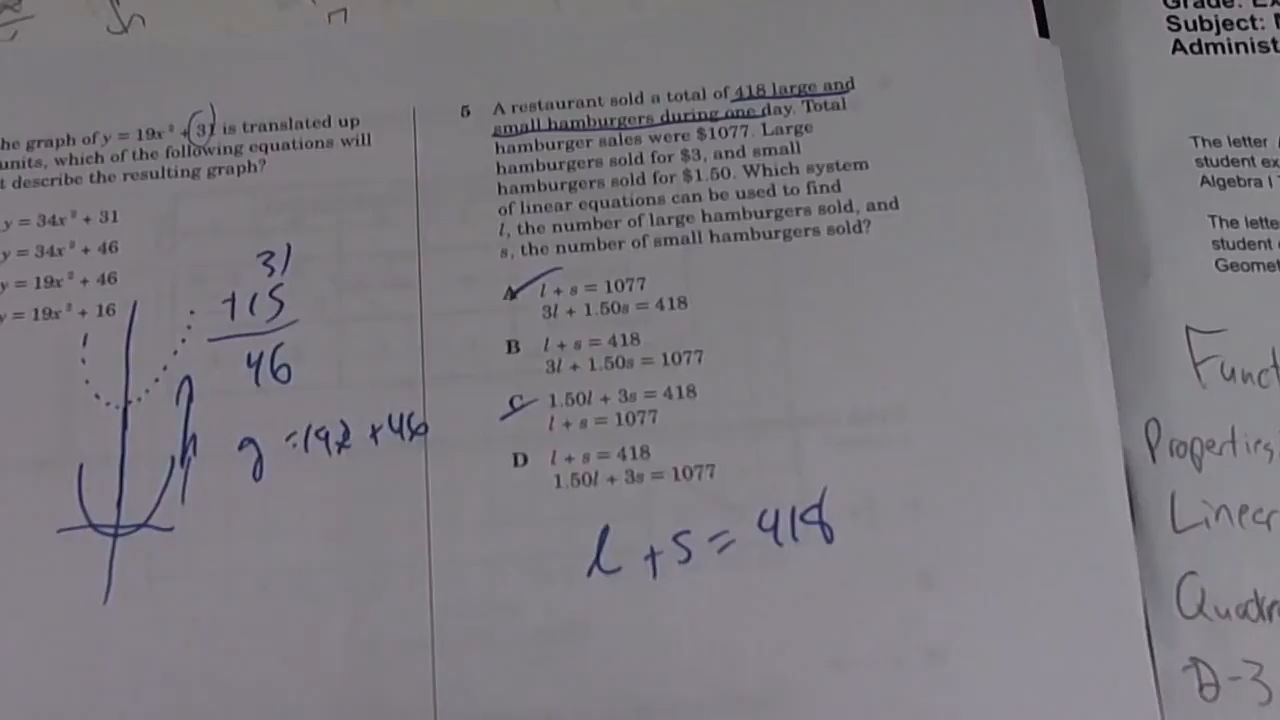 he graph of y = 19x² + 31 is translated up
units, which of the following equations will
t describe the resulting graph?
y = 34x² + 31
y = 34x² + 46
y = 19x² + 46
y = 19x² + 16
31
+15
46
5 A restaurant sold a total of 418 large and
small hamburgers during one day. Total
hamburger sales were $1077. Large
hamburgers sold for $3, and small
hamburgers sold for $1.50. Which system
of linear equations can be used to find
l, the number of large hamburgers sold, and
s, the number of small hamburgers sold?
A l + s = 1077
3l + 1.50s = 418
B l + s = 418
3l + 1.50s = 1077
C 1.50l + 3s = 418
l + s = 1077
D l + s = 418
1.50l + 3s = 1077
l + s = 418
Subject:
Administ
The letter
student ex
Algebra I
The lette
student
Geomet
Funct
Properties
Linear
Quadr
D-3